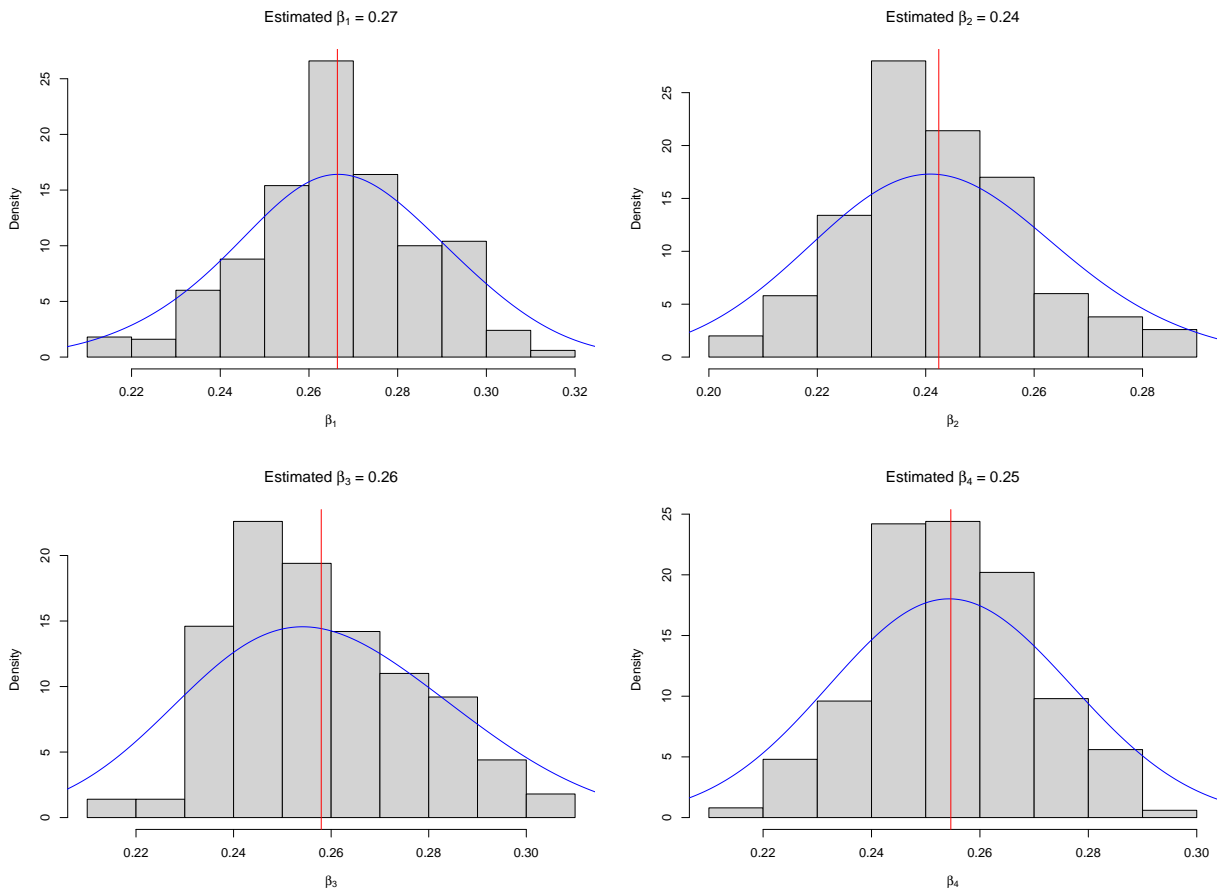 Estimated β₁ = 0.27
Density
0 5 10 15 20 25
0.22 0.24 0.26 0.28 0.30 0.32
β₁
Estimated β₂ = 0.24
Density
0 5 10 15 20 25
0.20 0.22 0.24 0.26 0.28
β₂
Estimated β₃ = 0.26
Density
0 5 10 15 20
0.22 0.24 0.26 0.28 0.30
β₃
Estimated β₄ = 0.25
Density
0 5 10 15 20 25
0.22 0.24 0.26 0.28 0.30
β₄